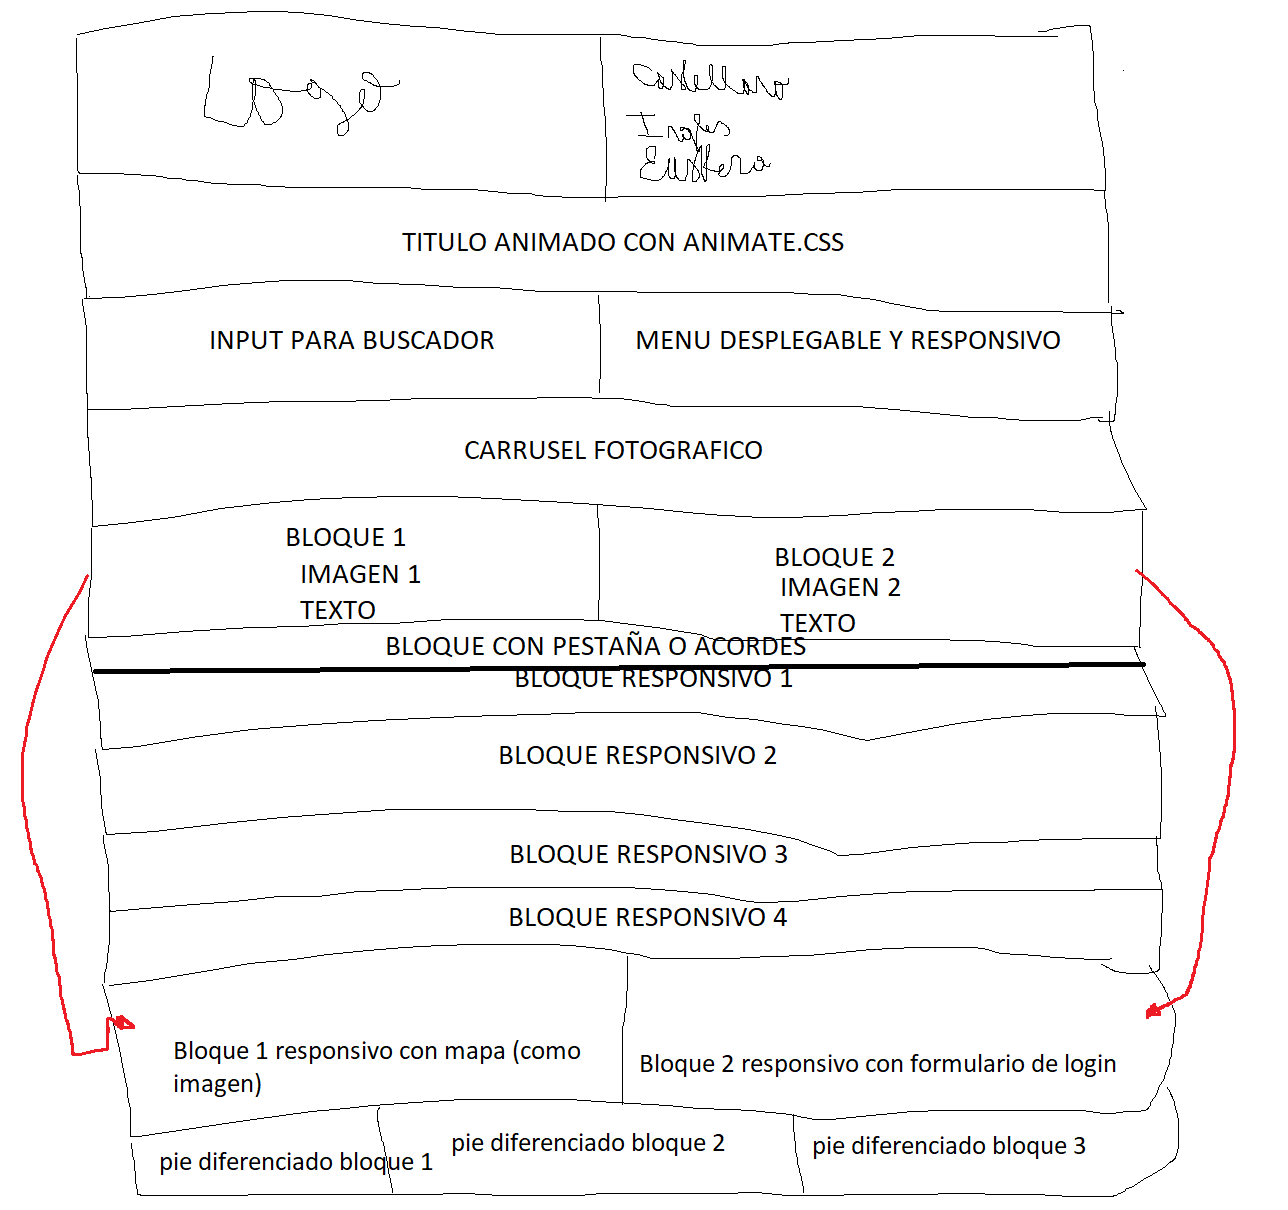 Logo
Castellano
Ingles
Euskera
TITULO ANIMADO CON ANIMATE.CSS
INPUT PARA BUSCADOR
MENU DESPLEGABLE Y RESPONSIVO
CARRUSEL FOTOGRAFICO
BLOQUE 1
IMAGEN 1
TEXTO
BLOQUE 2
IMAGEN 2
TEXTO
BLOQUE CON PESTAÑA O ACORDES
BLOQUE RESPONSIVO 1
BLOQUE RESPONSIVO 2
BLOQUE RESPONSIVO 3
BLOQUE RESPONSIVO 4
Bloque 1 responsivo con mapa (como
imagen)
Bloque 2 responsivo con formulario de login
pie diferenciado bloque 1
pie diferenciado bloque 2
pie diferenciado bloque 3